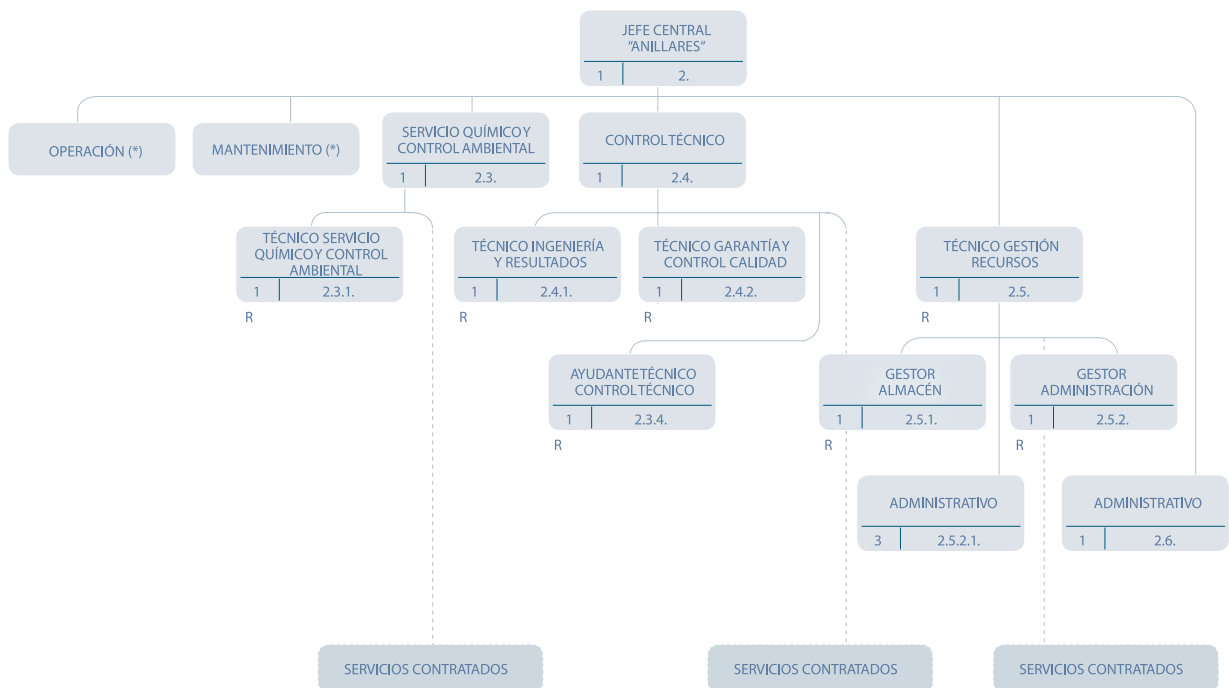 JEFE CENTRAL
"ANILLARES"
1 2.
OPERACIÓN (*)
MANTENIMIENTO (*)
SERVICIO QUÍMICO Y
CONTROL AMBIENTAL
1 2.3.
CONTROL TÉCNICO
1 2.4.
TÉCNICO SERVICIO
QUÍMICO Y CONTROL
AMBIENTAL
1 2.3.1.
R
TÉCNICO INGENIERÍA
Y RESULTADOS
1 2.4.1.
R
TÉCNICO GARANTÍA Y
CONTROL CALIDAD
1 2.4.2.
R
TÉCNICO GESTIÓN
RECURSOS
1 2.5.
R
AYUDANTE TÉCNICO
CONTROL TÉCNICO
1 2.3.4.
R
GESTOR
ALMACÉN
1 2.5.1.
R
GESTOR
ADMINISTRACIÓN
1 2.5.2.
R
ADMINISTRATIVO
3 2.5.2.1.
ADMINISTRATIVO
1 2.6.
SERVICIOS CONTRATADOS
SERVICIOS CONTRATADOS
SERVICIOS CONTRATADOS